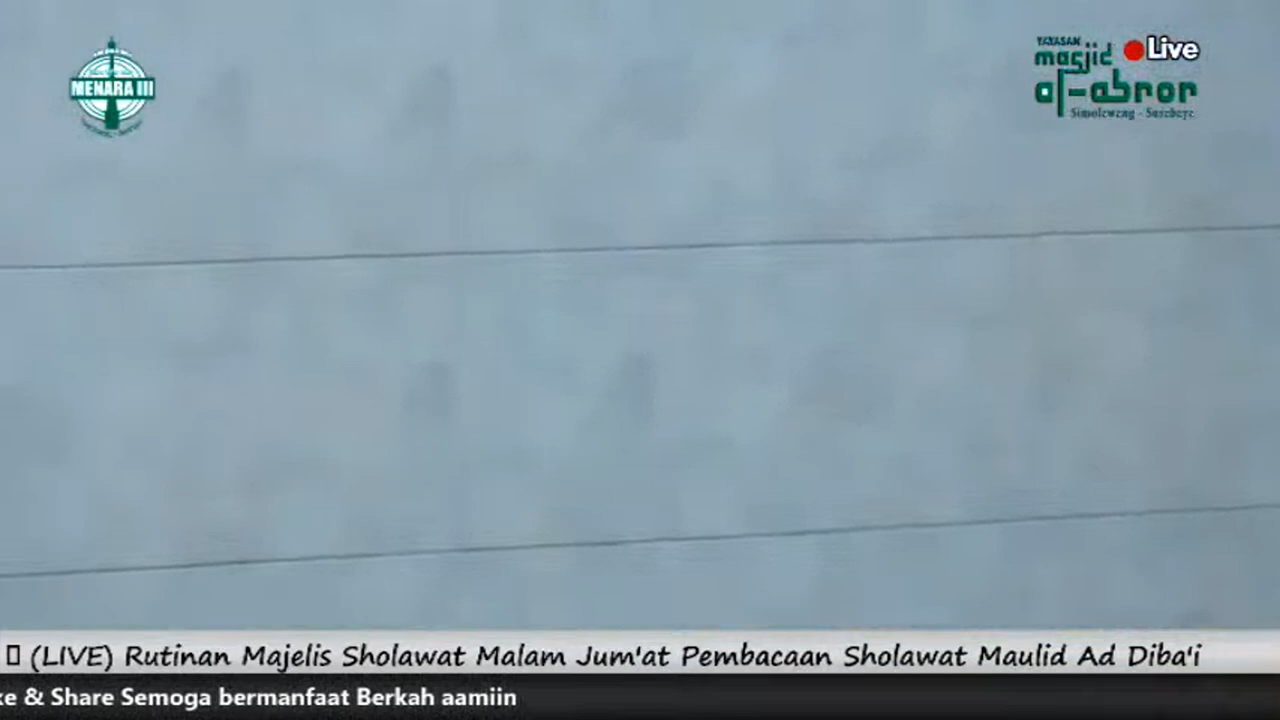 MENARA III
YAYASAN
masjid
al-abror
Simolawang - Surabaya
Live
▯ (LIVE) Rutinan Majelis Sholawat Malam Jum'at Pembacaan Sholawat Maulid Ad Diba'i
ke & Share Semoga bermanfaat Berkah aamiin